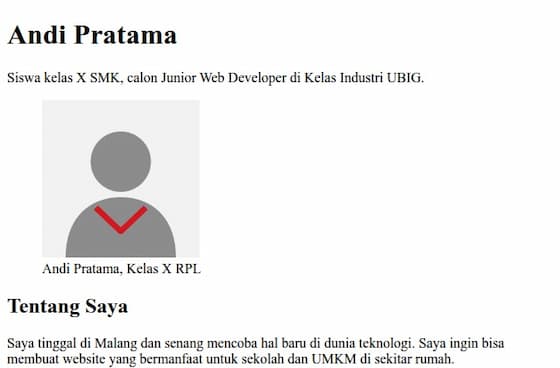 Andi Pratama
Siswa kelas X SMK, calon Junior Web Developer di Kelas Industri UBIG.
Andi Pratama, Kelas X RPL
Tentang Saya
Saya tinggal di Malang dan senang mencoba hal baru di dunia teknologi. Saya ingin bisa
membuat website yang bermanfaat untuk sekolah dan UMKM di sekitar rumah.